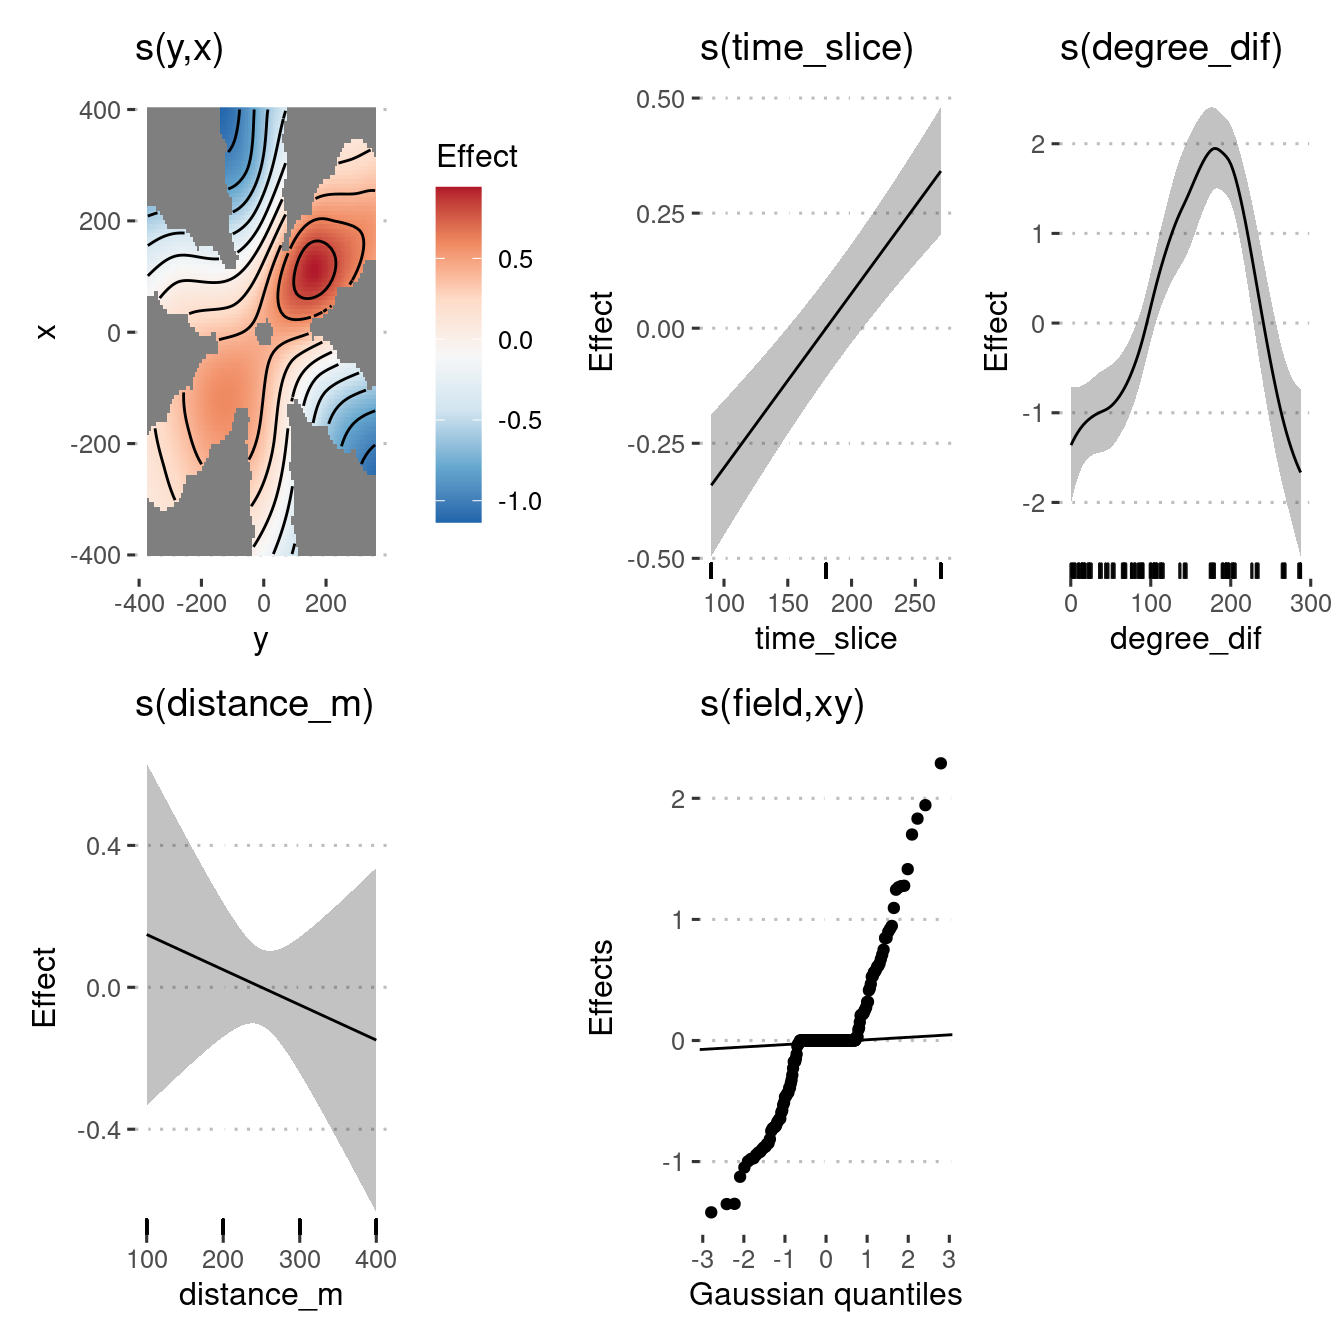 s(y,x)
400
200
0
-200
-400
x
-400 -200 0 200
y
Effect
0.5
0.0
-0.5
-1.0
s(time_slice)
0.50
0.25
0.00
-0.25
-0.50
Effect
100 150 200 250
time_slice
s(degree_dif)
2
1
0
-1
-2
Effect
0 100 200 300
degree_dif
s(distance_m)
0.4
0.0
-0.4
Effect
100 200 300 400
distance_m
s(field,xy)
2
1
0
-1
Effects
-3 -2 -1 0 1 2 3
Gaussian quantiles